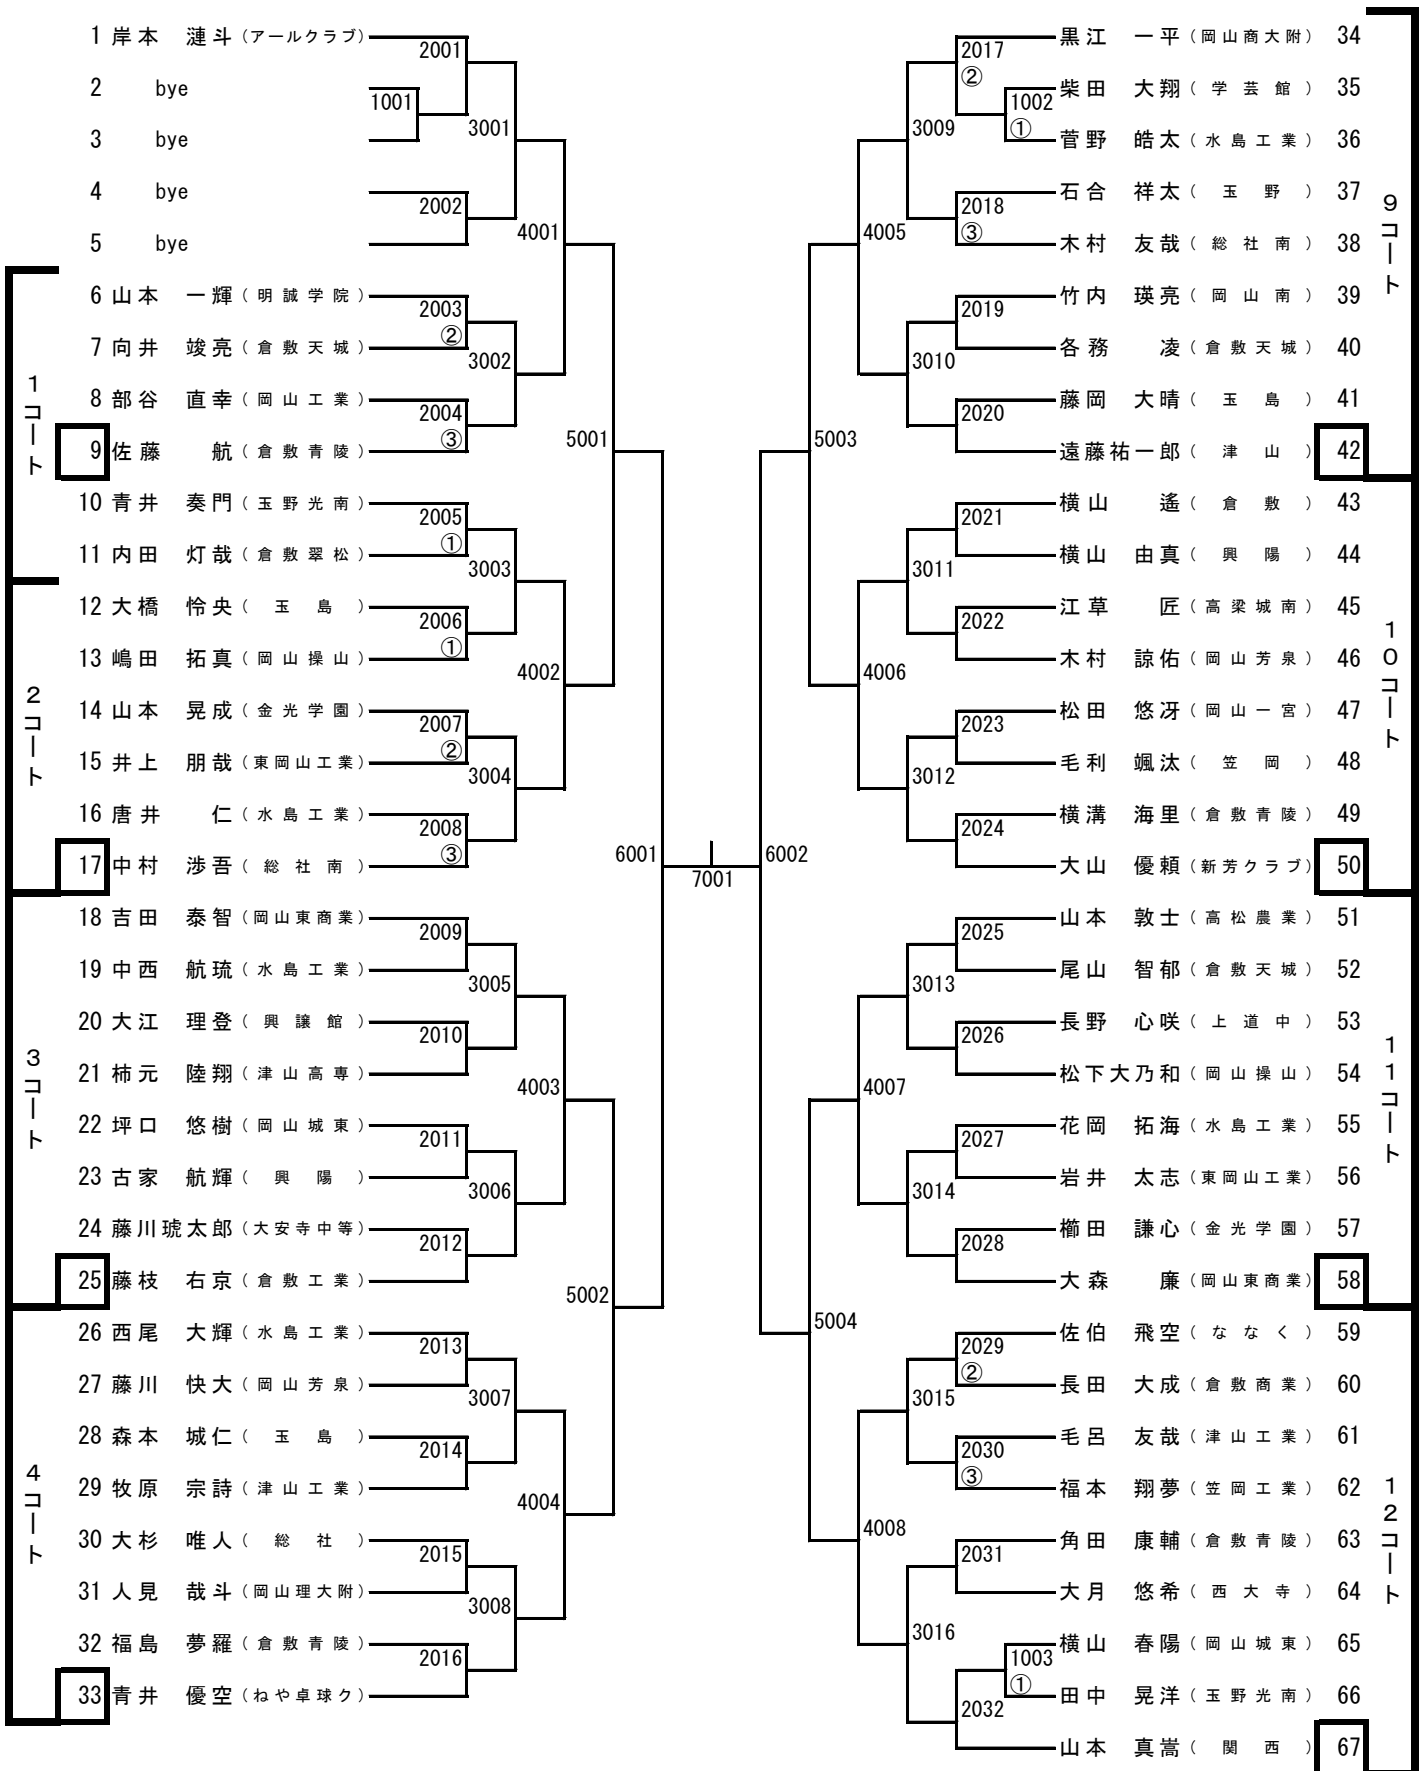 1 岸本 漣斗(アールクラブ)
2001
2 bye
1001
3 bye
3001
4 bye
2002
5 bye
4001
6 山本 一輝(明誠学院)
2003
②
7 向井 竣亮(倉敷天城)
3002
8 部谷 直幸(岡山工業)
2004
③
9 佐藤 航(倉敷青陵)
1コート
5001
10 青井 奏門(玉野光南)
2005
①
11 内田 灯哉(倉敷翠松)
3003
12 大橋 怜央(玉島)
2006
①
13 嶋田 拓真(岡山操山)
4002
14 山本 晃成(金光学園)
2007
②
15 井上 朋哉(東岡山工業)
3004
16 唐井 仁(水島工業)
2008
③
17 中村 渉吾(総社南)
2コート
6001
18 吉田 泰智(岡山東商業)
2009
19 中西 航琉(水島工業)
3005
20 大江 理登(興譲館)
2010
21 柿元 陸翔(津山高専)
4003
22 坪口 悠樹(岡山城東)
2011
23 古家 航輝(興陽)
3006
24 藤川琥太郎(大安寺中等)
2012
25 藤枝 右京(倉敷工業)
3コート
5002
26 西尾 大輝(水島工業)
2013
27 藤川 快大(岡山芳泉)
3007
28 森本 城仁(玉島)
2014
29 牧原 宗詩(津山工業)
4004
30 大杉 唯人(総社)
2015
31 人見 哉斗(岡山理大附)
3008
32 福島 夢羅(倉敷青陵)
2016
33 青井 優空(ねや卓球ク)
4コート
7001
黒江 一平(岡山商大附) 34
2017
②
柴田 大翔(学芸館) 35
1002
①
3009
菅野 皓太(水島工業) 36
石合 祥太(玉野) 37
2018
③
4005
木村 友哉(総社南) 38
竹内 瑛亮(岡山南) 39
2019
各務 凌(倉敷天城) 40
3010
藤岡 大晴(玉島) 41
2020
5003
遠藤祐一郎(津山) 42
9コート
横山 遙(倉敷) 43
2021
横山 由真(興陽) 44
3011
江草 匠(高梁城南) 45
2022
木村 諒佑(岡山芳泉) 46
4006
松田 悠冴(岡山一宮) 47
2023
毛利 颯汰(笠岡) 48
3012
横溝 海里(倉敷青陵) 49
2024
6002
大山 優頼(新芳クラブ) 50
10コート
山本 敦士(高松農業) 51
2025
尾山 智郁(倉敷天城) 52
3013
長野 心咲(上道中) 53
2026
松下大乃和(岡山操山) 54
4007
花岡 拓海(水島工業) 55
2027
岩井 太志(東岡山工業) 56
3014
櫛田 謙心(金光学園) 57
2028
大森 廉(岡山東商業) 58
11コート
5004
佐伯 飛空(ななく) 59
2029
②
長田 大成(倉敷商業) 60
3015
毛呂 友哉(津山工業) 61
2030
③
福本 翔夢(笠岡工業) 62
4008
角田 康輔(倉敷青陵) 63
2031
大月 悠希(西大寺) 64
3016
横山 春陽(岡山城東) 65
1003
①
田中 晃洋(玉野光南) 66
2032
山本 真嵩(関西) 67
12コート